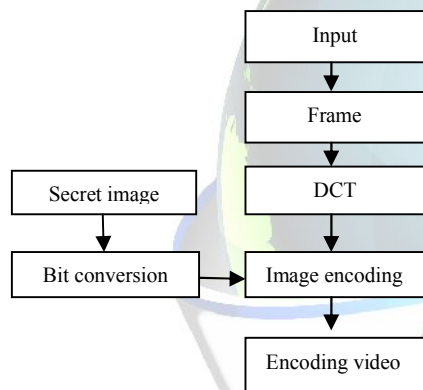 Input
Frame
Secret image
DCT
Bit conversion
Image encoding
Encoding video